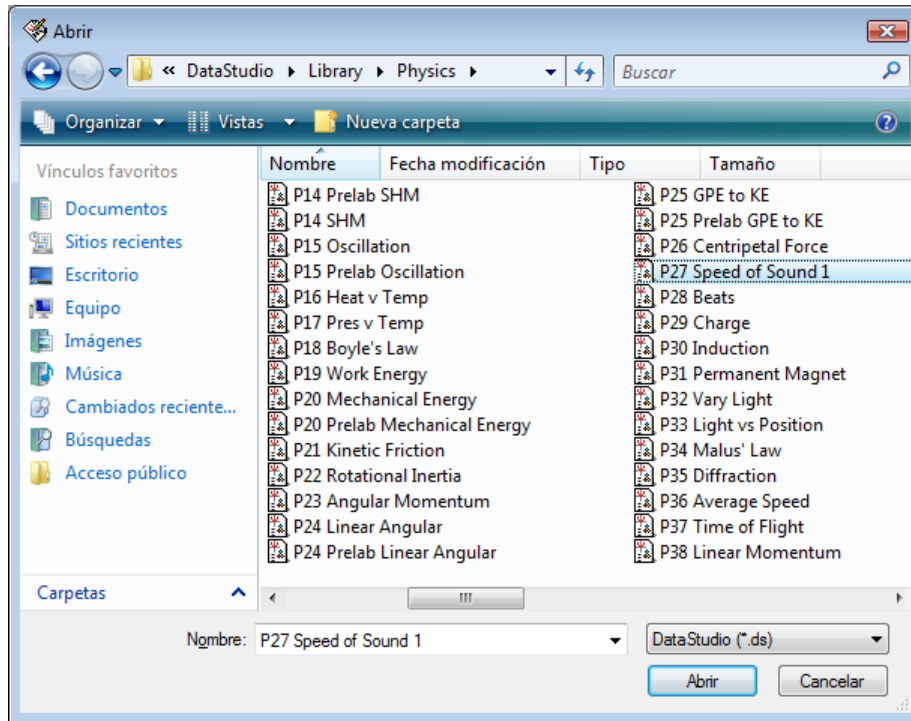 Abrir
« DataStudio Library Physics Buscar
Organizar Vistas Nueva carpeta
Vínculos favoritos
Documentos
Sitios recientes
Escritorio
Equipo
Imágenes
Música
Cambiados reciente...
Búsquedas
Acceso público
Carpetas
Nombre Fecha modificación Tipo Tamaño
P14 Prelab SHM
P14 SHM
P15 Oscillation
P15 Prelab Oscillation
P16 Heat v Temp
P17 Pres v Temp
P18 Boyle's Law
P19 Work Energy
P20 Mechanical Energy
P20 Prelab Mechanical Energy
P21 Kinetic Friction
P22 Rotational Inertia
P23 Angular Momentum
P24 Linear Angular
P24 Prelab Linear Angular
P25 GPE to KE
P25 Prelab GPE to KE
P26 Centripetal Force
P27 Speed of Sound 1
P28 Beats
P29 Charge
P30 Induction
P31 Permanent Magnet
P32 Vary Light
P33 Light vs Position
P34 Malus' Law
P35 Diffraction
P36 Average Speed
P37 Time of Flight
P38 Linear Momentum
Nombre: P27 Speed of Sound 1 DataStudio (*.ds)
Abrir Cancelar